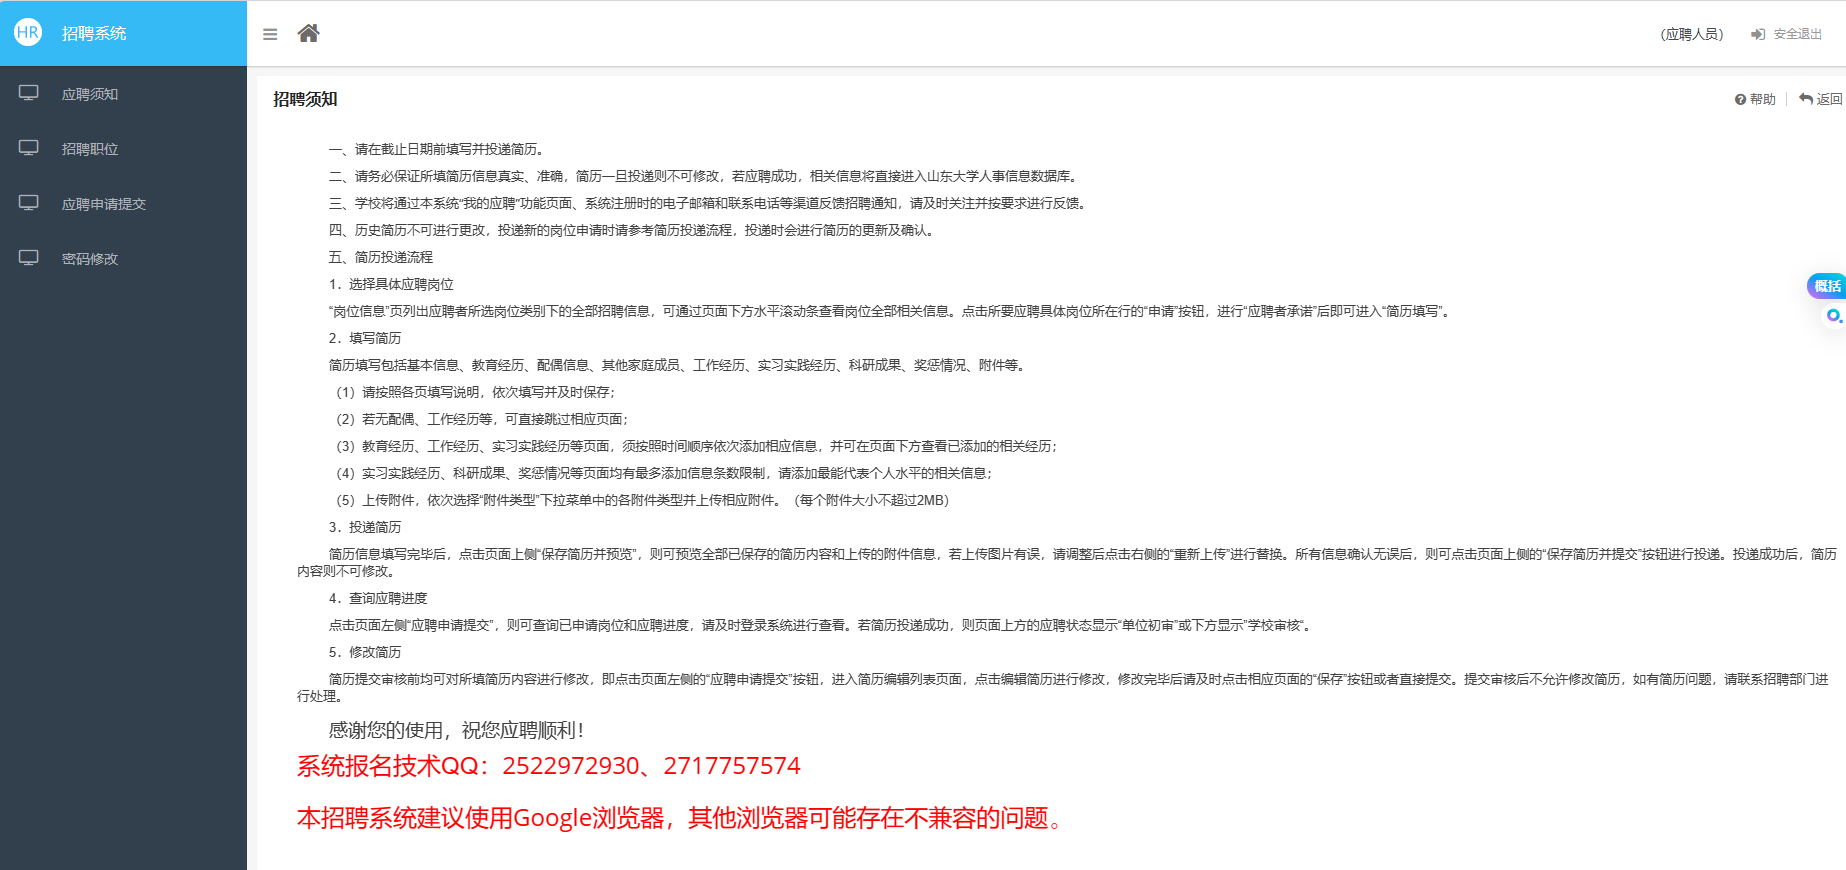 HR 招聘系统
(应聘人员) 安全退出
应聘须知
招聘职位
应聘申请提交
密码修改
招聘须知
帮助 返回
一、请在截止日期前填写并投递简历。
二、请务必保证所填简历信息真实、准确，简历一旦投递则不可修改，若应聘成功，相关信息将直接进入山东大学人事信息数据库。
三、学校将通过本系统“我的应聘”功能页面、系统注册时的电子邮箱和联系电话等渠道反馈招聘通知，请及时关注并按要求进行反馈。
四、历史简历不可进行更改，投递新的岗位申请时请参考简历投递流程，投递时会进行简历的更新及确认。
五、简历投递流程
1．选择具体应聘岗位
“岗位信息”页列出应聘者所选岗位类别下的全部招聘信息，可通过页面下方水平滚动条查看岗位全部相关信息。点击所要应聘具体岗位所在行的“申请”按钮，进行“应聘者承诺”后即可进入“简历填写”。
2．填写简历
简历填写包括基本信息、教育经历、配偶信息、其他家庭成员、工作经历、实习实践经历、科研成果、奖惩情况、附件等。
（1）请按照各页填写说明，依次填写并及时保存；
（2）若无配偶、工作经历等，可直接跳过相应页面；
（3）教育经历、工作经历、实习实践经历等页面，须按照时间顺序依次添加相应信息，并可在页面下方查看已添加的相关经历；
（4）实习实践经历、科研成果、奖惩情况等页面均有最多添加信息条数限制，请添加最能代表个人水平的相关信息；
（5）上传附件，依次选择“附件类型”下拉菜单中的各附件类型并上传相应附件。（每个附件大小不超过2MB）
3．投递简历
简历信息填写完毕后，点击页面上侧“保存简历并预览”，则可预览全部已保存的简历内容和上传的附件信息，若上传图片有误，请调整后点击右侧的“重新上传”进行替换。所有信息确认无误后，则可点击页面上侧的“保存简历并提交”按钮进行投递。投递成功后，简历
内容则不可修改。
4．查询应聘进度
点击页面左侧“应聘申请提交”，则可查询已申请岗位和应聘进度，请及时登录系统进行查看。若简历投递成功，则页面上方的应聘状态显示“单位初审”或下方显示”学校审核“。
5．修改简历
简历提交审核前均可对所填简历内容进行修改，即点击页面左侧的“应聘申请提交”按钮，进入简历编辑列表页面，点击编辑简历进行修改，修改完毕后请及时点击相应页面的“保存”按钮或者直接提交。提交审核后不允许修改简历，如有简历问题，请联系招聘部门进
行处理。
感谢您的使用，祝您应聘顺利！
系统报名技术QQ：2522972930、2717757574
本招聘系统建议使用Google浏览器，其他浏览器可能存在不兼容的问题。
概括